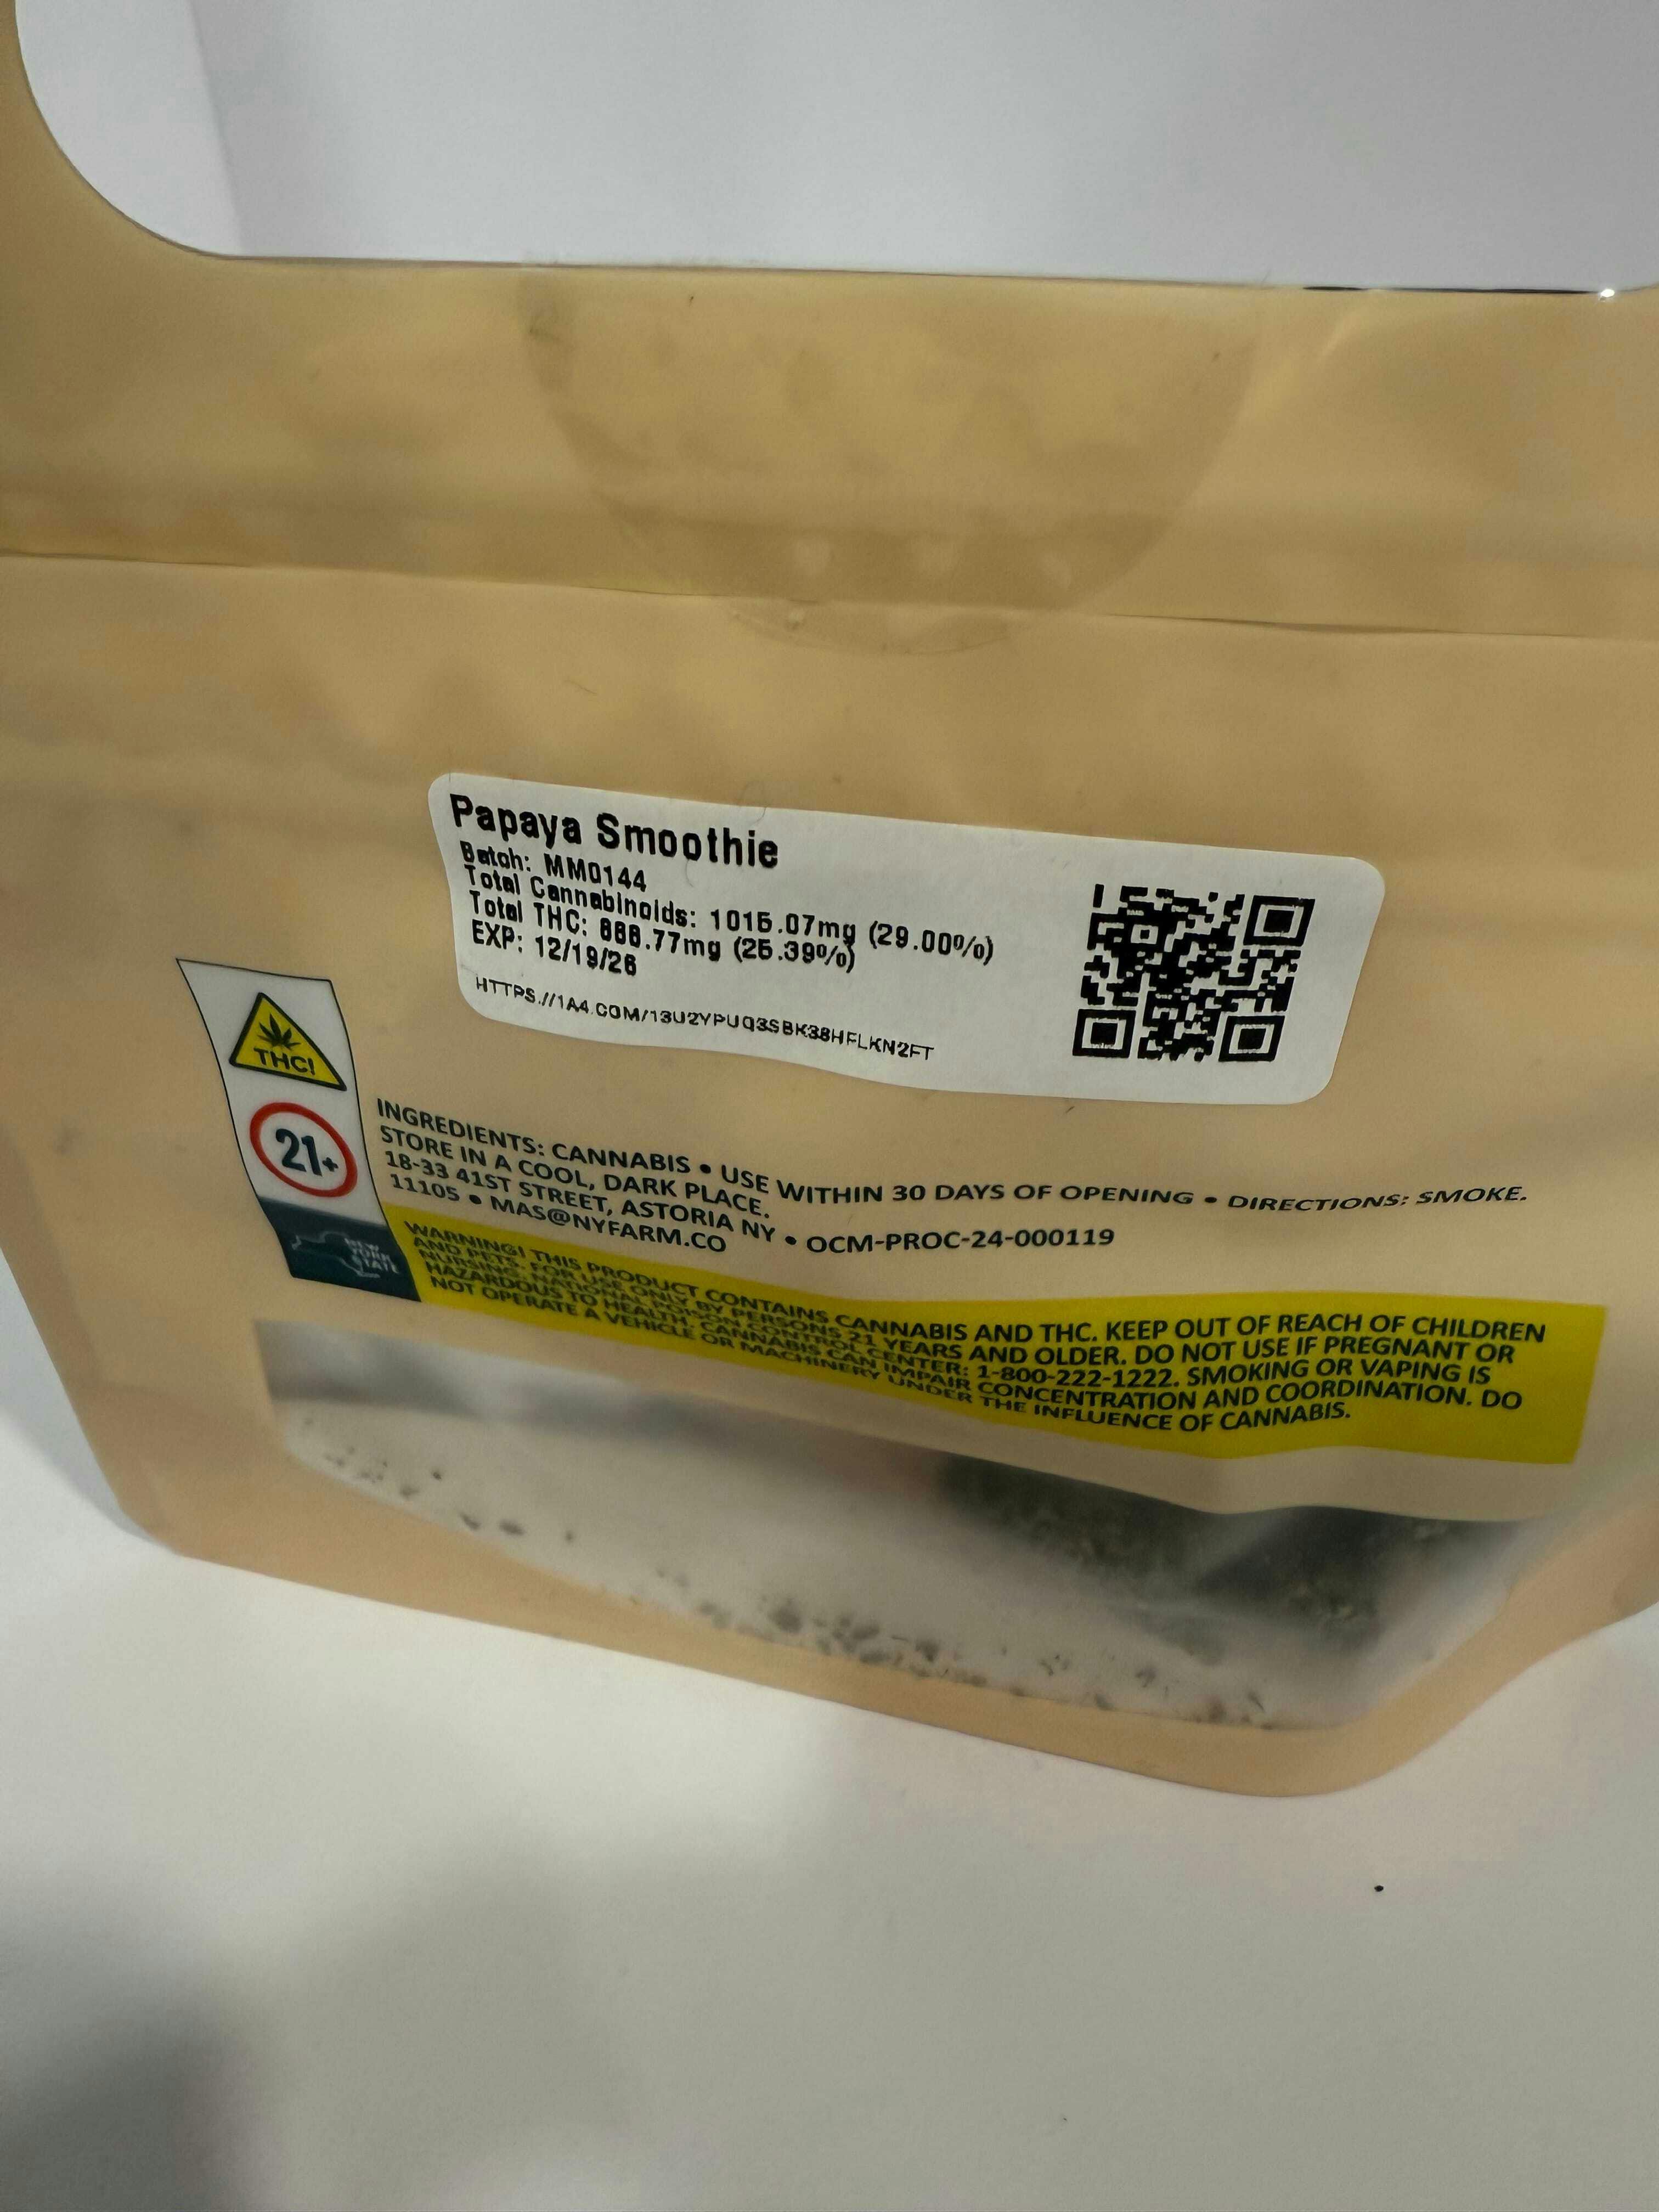 Papaya Smoothie
Batch: MM0144
Total Cannabinoids: 1015.07mg (29.00%)
Total THC: 888.77mg (25.39%)
EXP: 12/19/26
HTTPS://1A4.COM/13U2YPUQ3SBK38HFLKN2FT
THC!
21+
NEW YORK STATE
INGREDIENTS: CANNABIS • USE WITHIN 30 DAYS OF OPENING • DIRECTIONS: SMOKE.
STORE IN A COOL, DARK PLACE.
18-33 41ST STREET, ASTORIA NY • OCM-PROC-24-000119
11105 • MAS@NYFARM.CO
WARNING! THIS PRODUCT CONTAINS CANNABIS AND THC. KEEP OUT OF REACH OF CHILDREN
AND PETS. FOR USE ONLY BY PERSONS 21 YEARS AND OLDER. DO NOT USE IF PREGNANT OR
NURSING. NATIONAL POISON CONTROL CENTER: 1-800-222-1222. SMOKING OR VAPING IS
HAZARDOUS TO HEALTH. CANNABIS CAN IMPAIR CONCENTRATION AND COORDINATION. DO
NOT OPERATE A VEHICLE OR MACHINERY UNDER THE INFLUENCE OF CANNABIS.